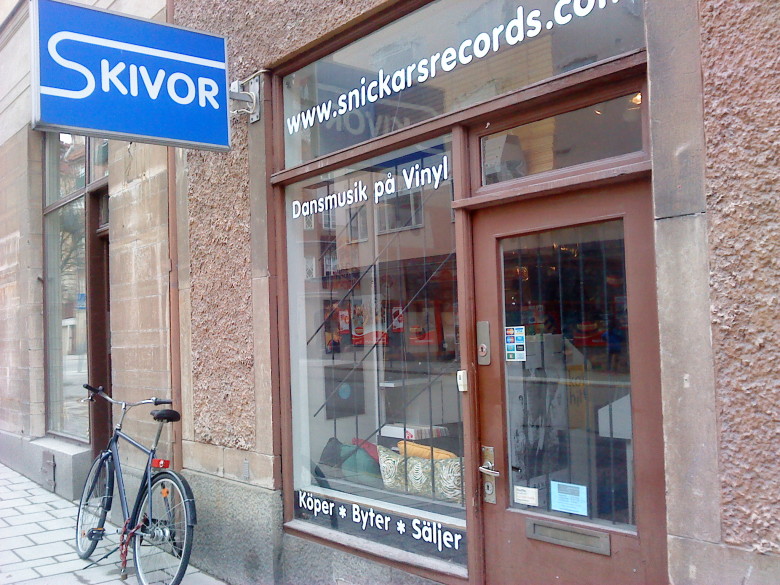 SKIVOR
www.snickarsrecords.com
Dansmusik på Vinyl
Köper * Byter * Säljer